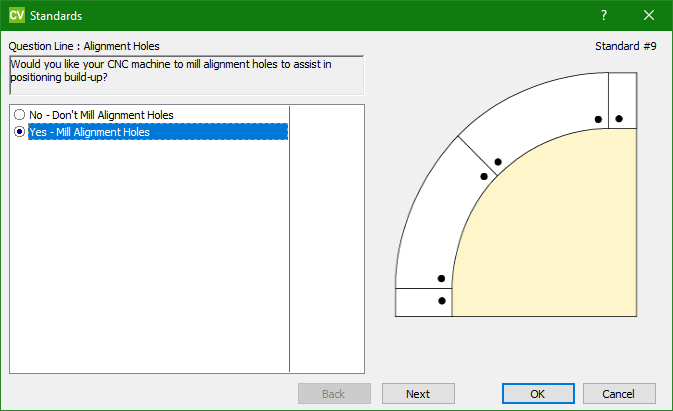 CV Standards
Question Line : Alignment Holes
Standard #9
Would you like your CNC machine to mill alignment holes to assist in
positioning build-up?
No - Don't Mill Alignment Holes
Yes - Mill Alignment Holes
Back
Next
OK
Cancel